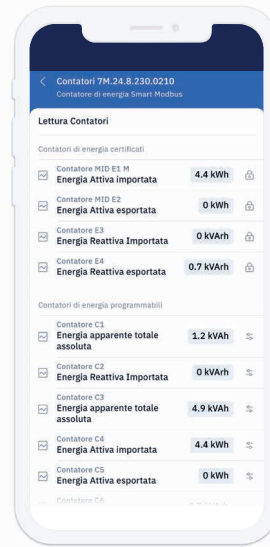 Contatori 7M.24.8.230.0210
Contatore di energia Smart Modbus
Lettura Contatori
Contatori di energia certificati
Contatore MID E1 M
Energia Attiva importata
4.4 kWh
Contatore MID E2
Energia Attiva esportata
0 kWh
Contatore E3
Energia Reattiva Importata
0 kVArh
Contatore E4
Energia Reattiva esportata
0.7 kVArh
Contatori di energia programmabili
Contatore C1
Energia apparente totale
assoluta
1.2 kVAh
Contatore C2
Energia Reattiva Importata
0 kVArh
Contatore C3
Energia apparente totale
assoluta
4.9 kVAh
Contatore C4
Energia Attiva importata
4.4 kWh
Contatore C5
Energia Attiva esportata
0 kWh
Contatore C6